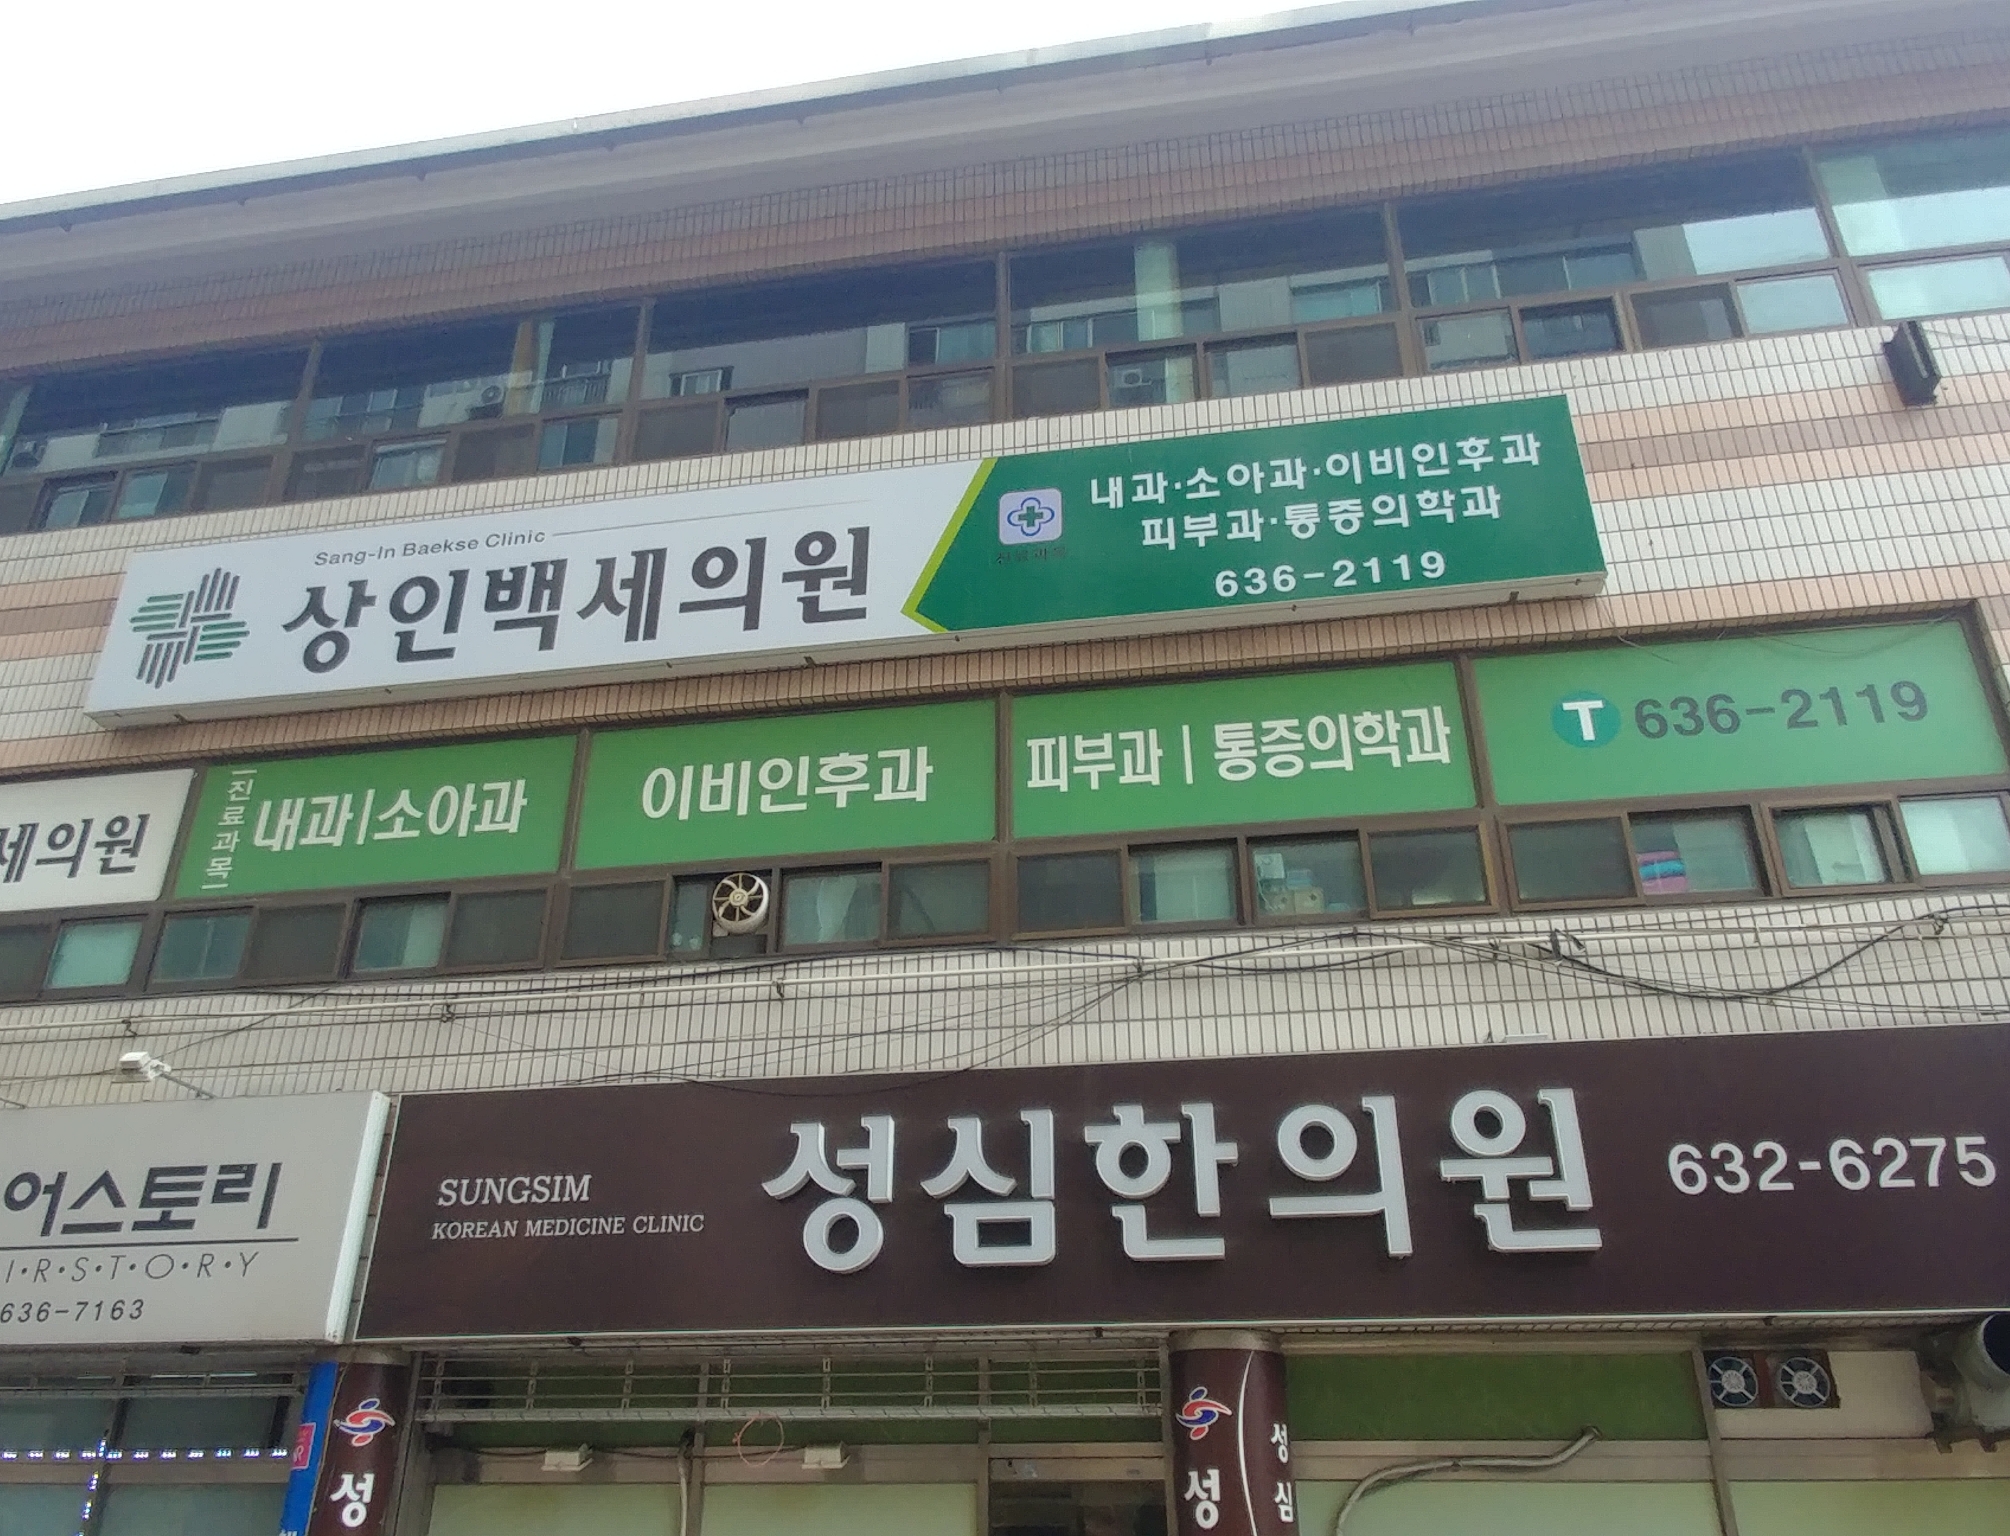 Sang-In Baekse Clinic
상인백세의원
진료과목
내과·소아과·이비인후과
피부과·통증의학과
636-2119
세의원
[진료과목]
내과|소아과
이비인후과
피부과|통증의학과
T 636-2119
어스토리
I·R·S·T·O·R·Y
636-7163
SUNGSIM
KOREAN MEDICINE CLINIC
성심한의원
632-6275
성
성
성심